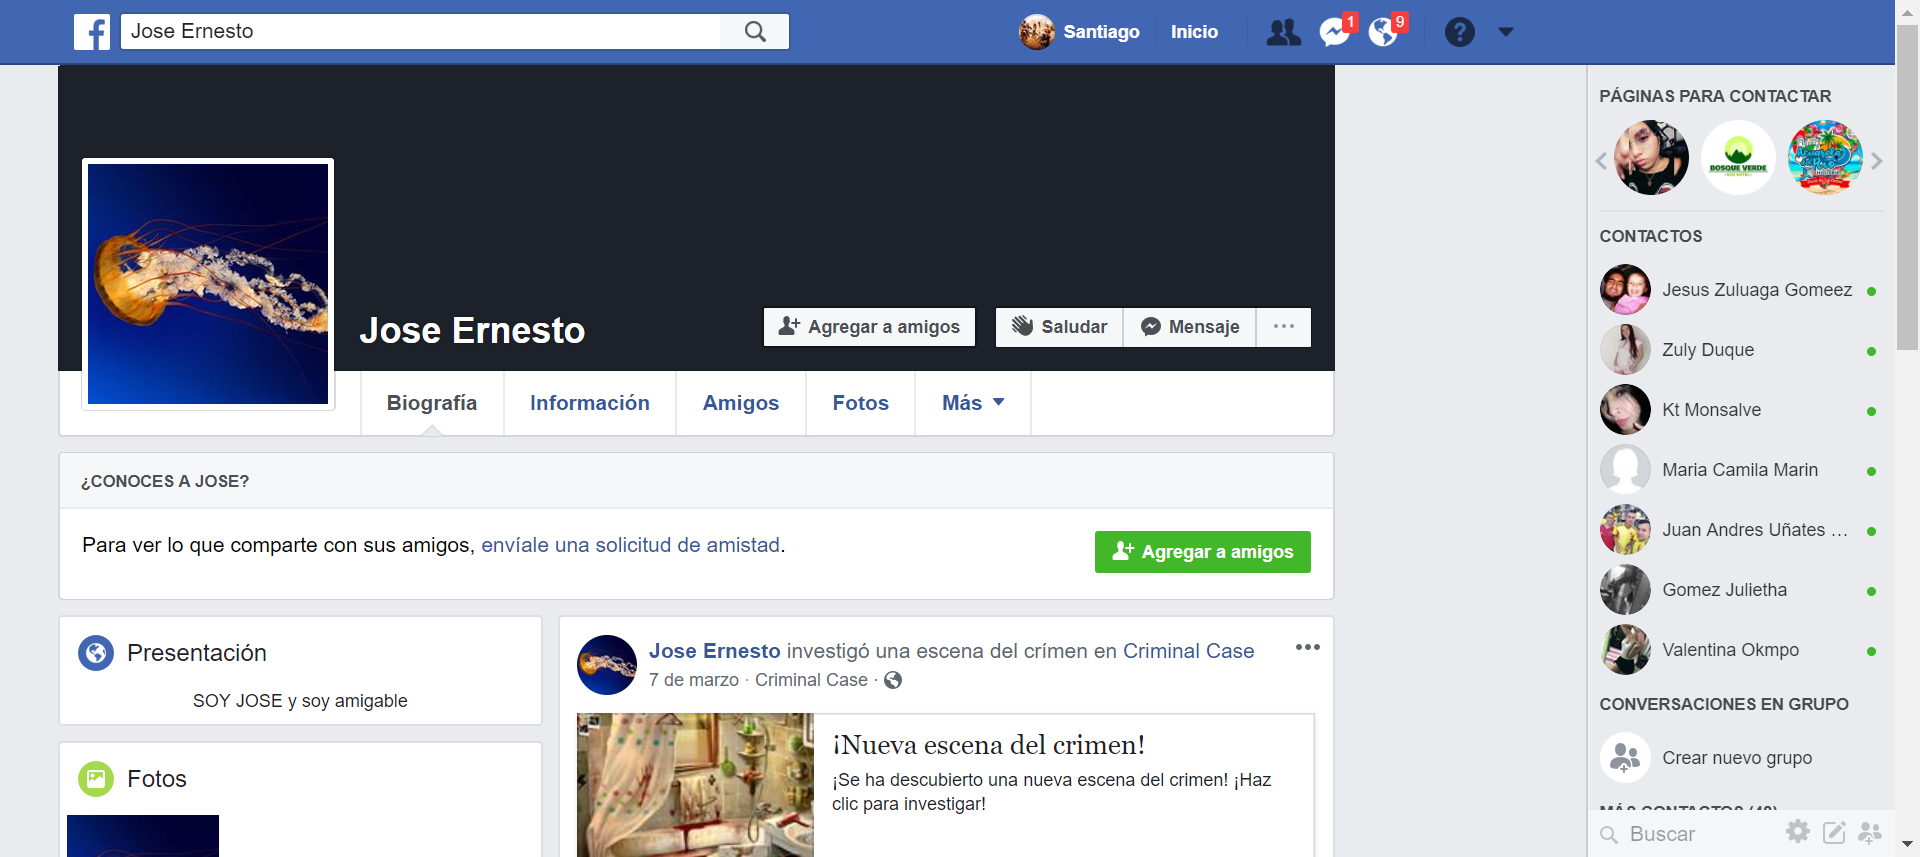 Jose Ernesto
Santiago
Inicio
1
9
?
Jose Ernesto
Agregar a amigos
Saludar
Mensaje
Biografía
Información
Amigos
Fotos
Más
¿CONOCES A JOSE?
Para ver lo que comparte con sus amigos, envíale una solicitud de amistad.
Agregar a amigos
Presentación
SOY JOSE y soy amigable
Fotos
Jose Ernesto investigó una escena del crímen en Criminal Case
7 de marzo · Criminal Case ·
¡Nueva escena del crimen!
¡Se ha descubierto una nueva escena del crimen! ¡Haz
clic para investigar!
PÁGINAS PARA CONTACTAR
BOSQUE VERDE
CONTACTOS
Jesus Zuluaga Gomeez
Zuly Duque
Kt Monsalve
Maria Camila Marin
Juan Andres Uñates ...
Gomez Julietha
Valentina Okmpo
CONVERSACIONES EN GRUPO
Crear nuevo grupo
MÁS CONTACTOS
Buscar